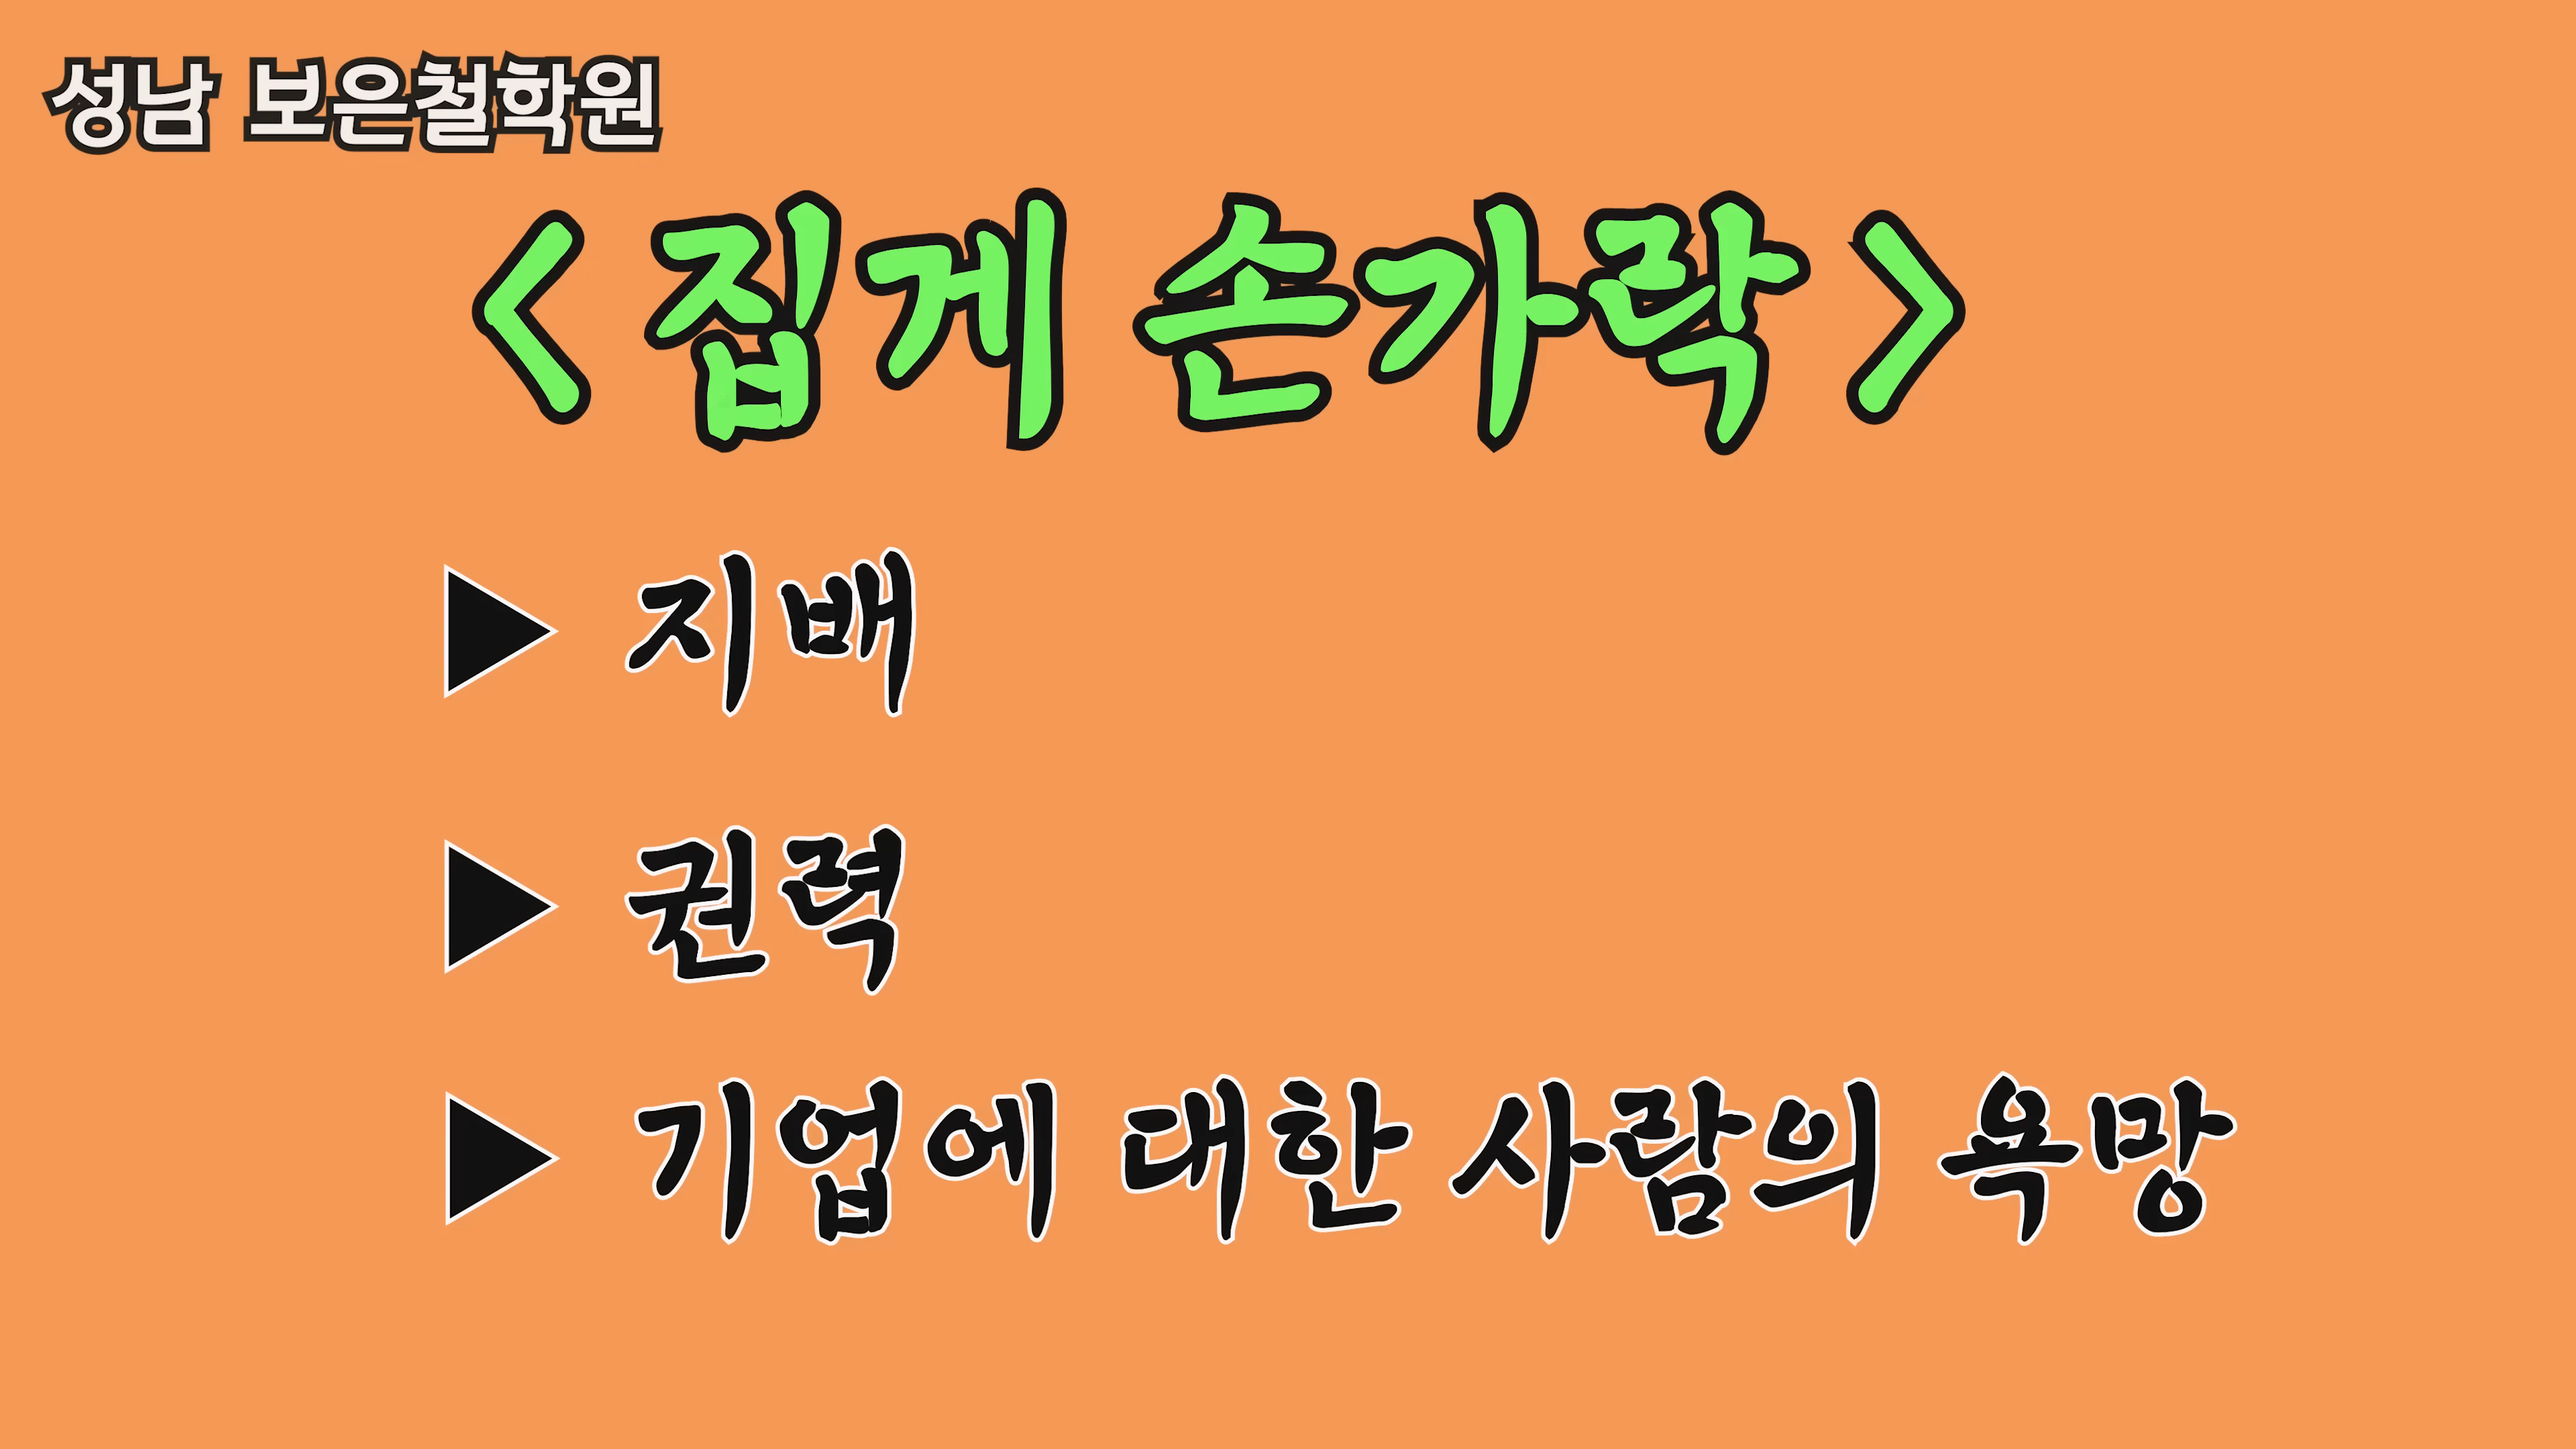 성남 보은철학원
< 집게 손가락 >
▶ 지배
▶ 권력
▶ 기업에 대한 사람의 욕망